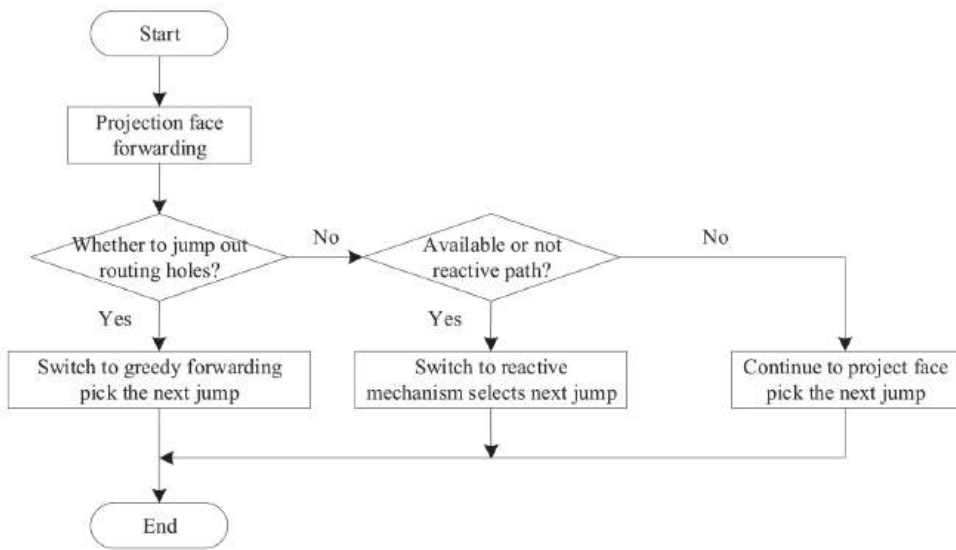 Start
Projection face
forwarding
Whether to jump out
routing holes?
No
Available or not
reactive path?
No
Yes
Yes
Switch to greedy forwarding
pick the next jump
Switch to reactive
mechanism selects next jump
Continue to project face
pick the next jump
End